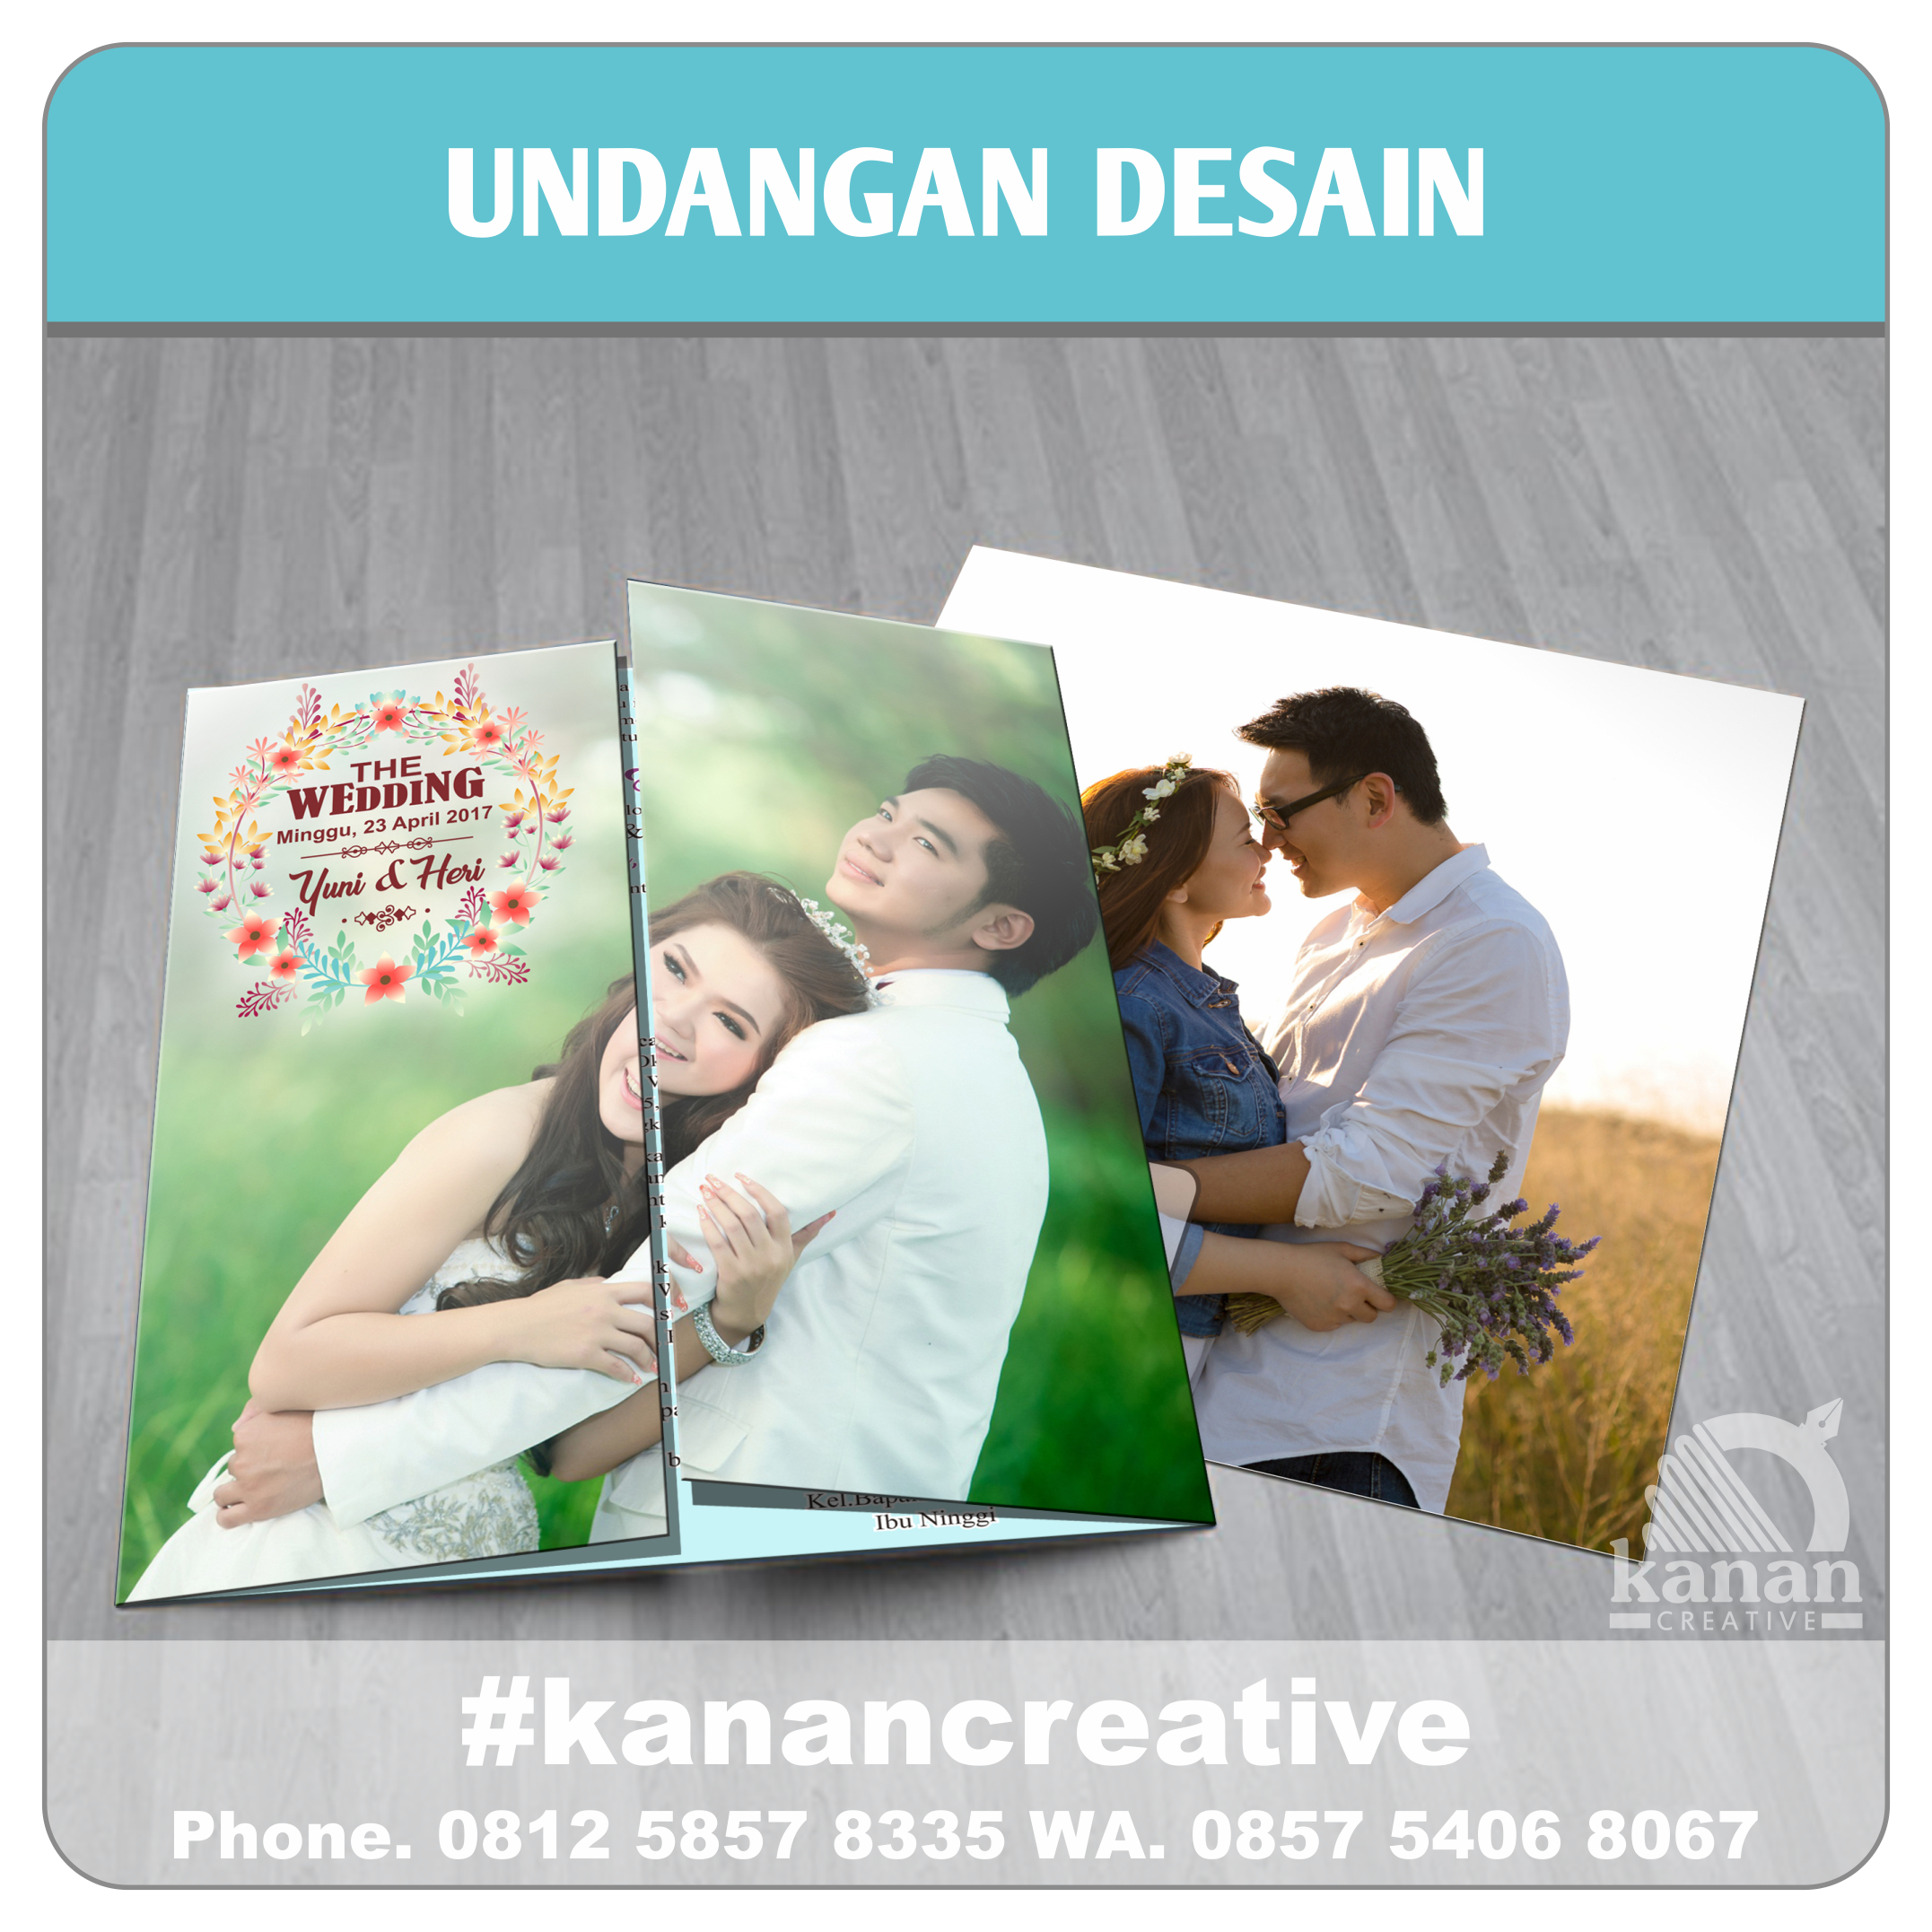 UNDANGAN DESAIN
THE
WEDDING
Minggu, 23 April 2017
Yuni & Heri
Ibu Ninggi
kanan
CREATIVE
#kanancreative
Phone. 0812 5857 8335 WA. 0857 5406 8067